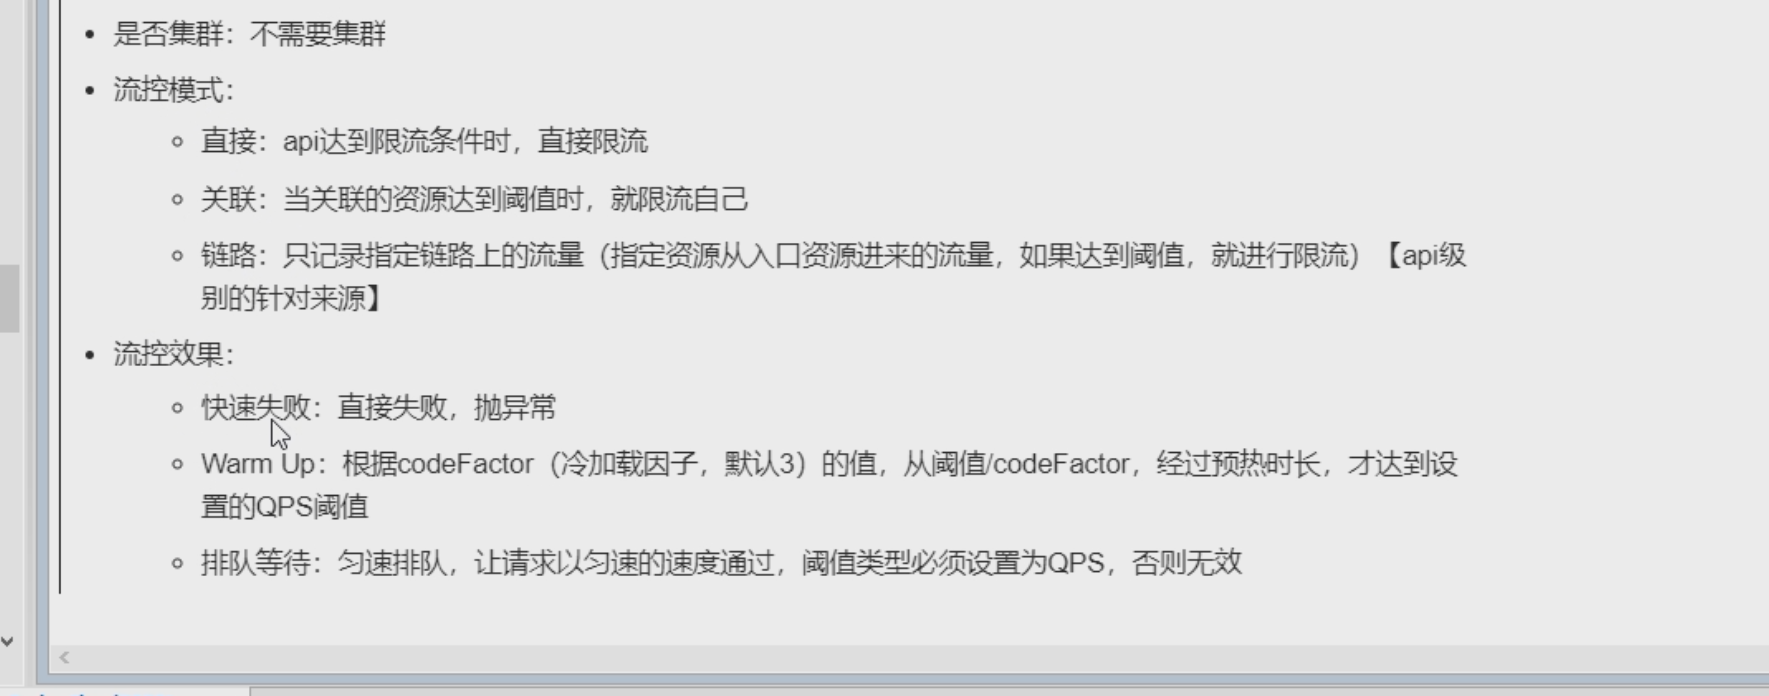 是否集群：不需要集群
流控模式：
直接：api达到限流条件时，直接限流
关联：当关联的资源达到阈值时，就限流自己
链路：只记录指定链路上的流量（指定资源从入口资源进来的流量，如果达到阈值，就进行限流）【api级
别的针对来源】
流控效果：
快速失败：直接失败，抛异常
Warm Up：根据codeFactor（冷加载因子，默认3）的值，从阈值/codeFactor，经过预热时长，才达到设
置的QPS阈值
排队等待：匀速排队，让请求以匀速的速度通过，阈值类型必须设置为QPS，否则无效